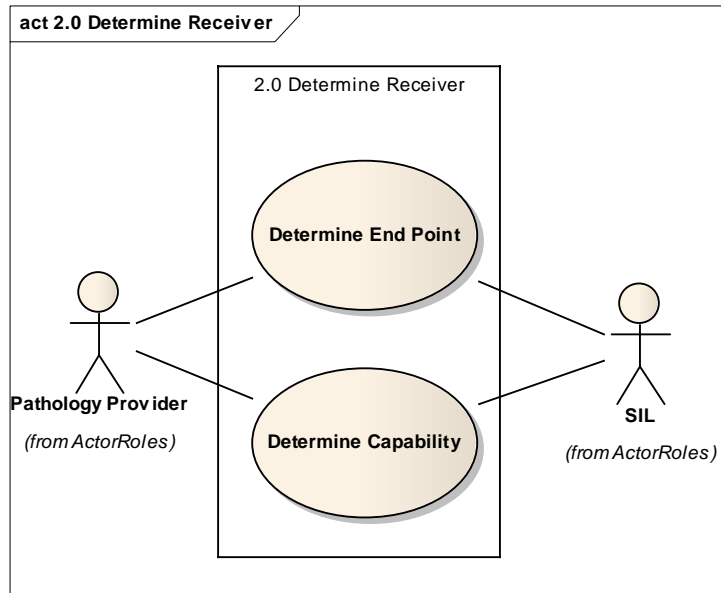 act 2.0 Determine Receiver
2.0 Determine Receiver
Determine End Point
Pathology Provider
(from ActorRoles)
Determine Capability
SIL
(from ActorRoles)